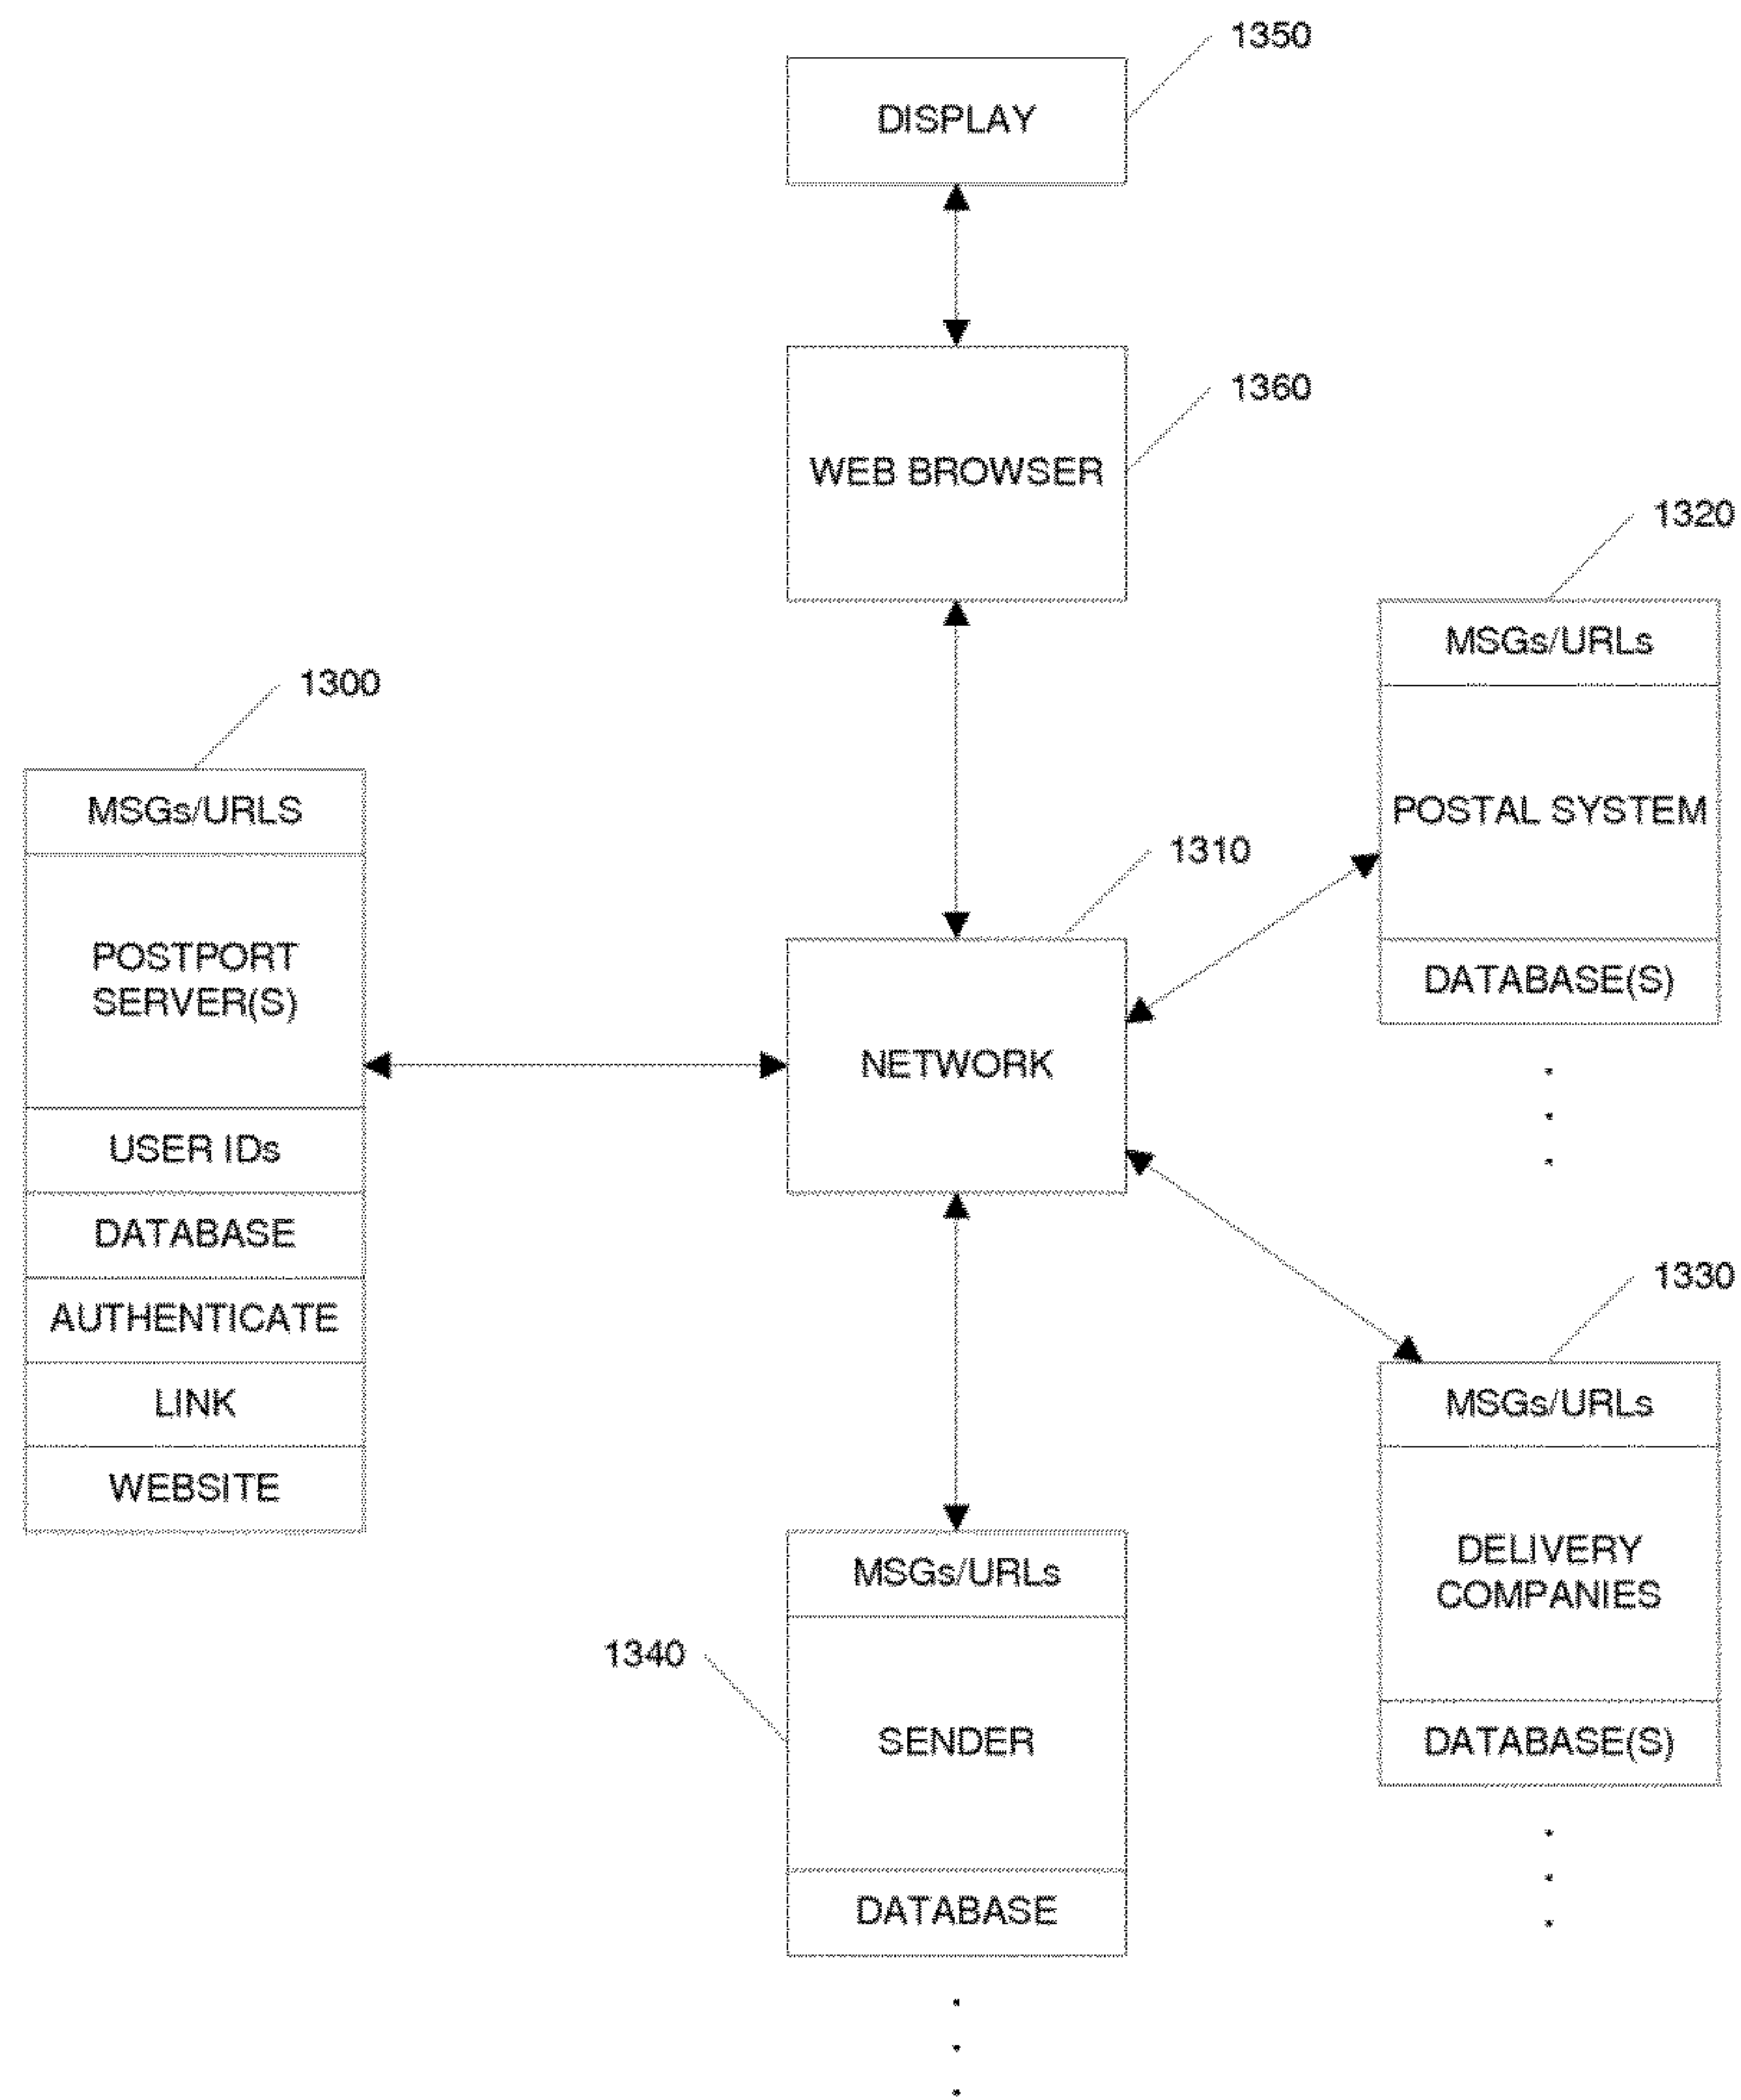 1350
DISPLAY
1360
WEB BROWSER
1320
MSGs/URLs
POSTAL SYSTEM
DATABASE(S)
1300
MSGs/URLS
POSTPORT
SERVER(S)
USER IDs
DATABASE
AUTHENTICATE
LINK
WEBSITE
1310
NETWORK
1330
MSGs/URLs
DELIVERY
COMPANIES
DATABASE(S)
1340
MSGs/URLs
SENDER
DATABASE